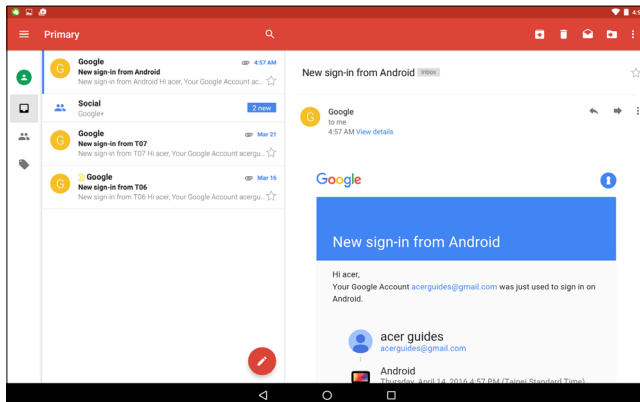 4:5
Primary
Google 4:57 AM
New sign-in from Android
New sign-in from Android Hi acer, Your Google Account ac...
Social
Google+
2 new
Google Mar 21
New sign-in from T07
New sign-in from T07 Hi acer, Your Google Account acergu...
Google Mar 16
New sign-in from T06
New sign-in from T06 Hi acer, Your Google Account acergu...
New sign-in from Android Inbox
G
G
G
G
Google
to me
4:57 AM View details
Google
New sign-in from Android
Hi acer,
Your Google Account acerguides@gmail.com was just used to sign in on
Android.
acer guides
acerguides@gmail.com
Android
Thursday, April 14, 2016 4:57 PM (Taipei Standard Time)